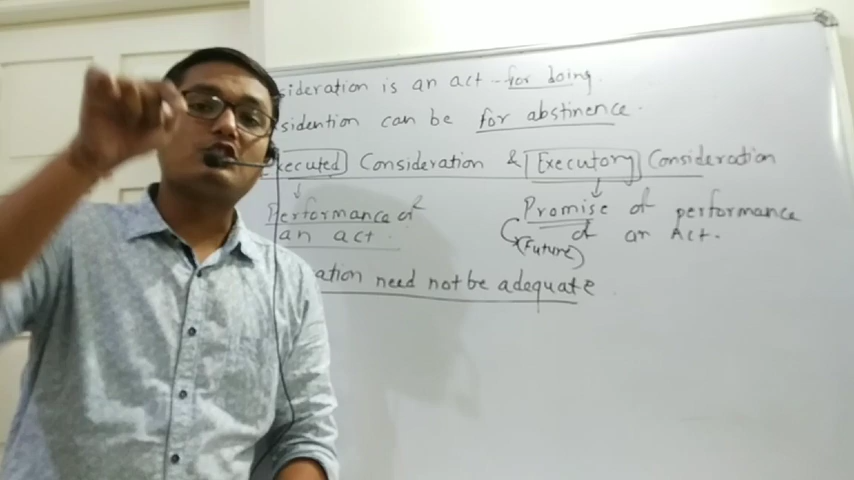 sideration is an act - for doing.
sidention can be for abstinence.
xecuted Consideration & Executory Consideration
Performance of Promise of performance
an act (Future) of an Act.
ation need not be adequate